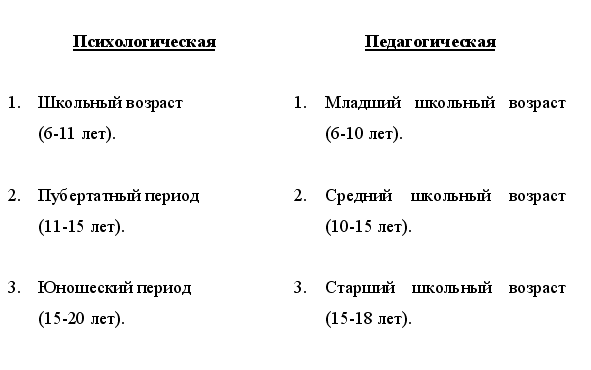 Психологическая
1. Школьный возраст
(6-11 лет).
2. Пубертатный период
(11-15 лет).
3. Юношеский период
(15-20 лет).
Педагогическая
1. Младший школьный возраст
(6-10 лет).
2. Средний школьный возраст
(10-15 лет).
3. Старший школьный возраст
(15-18 лет).